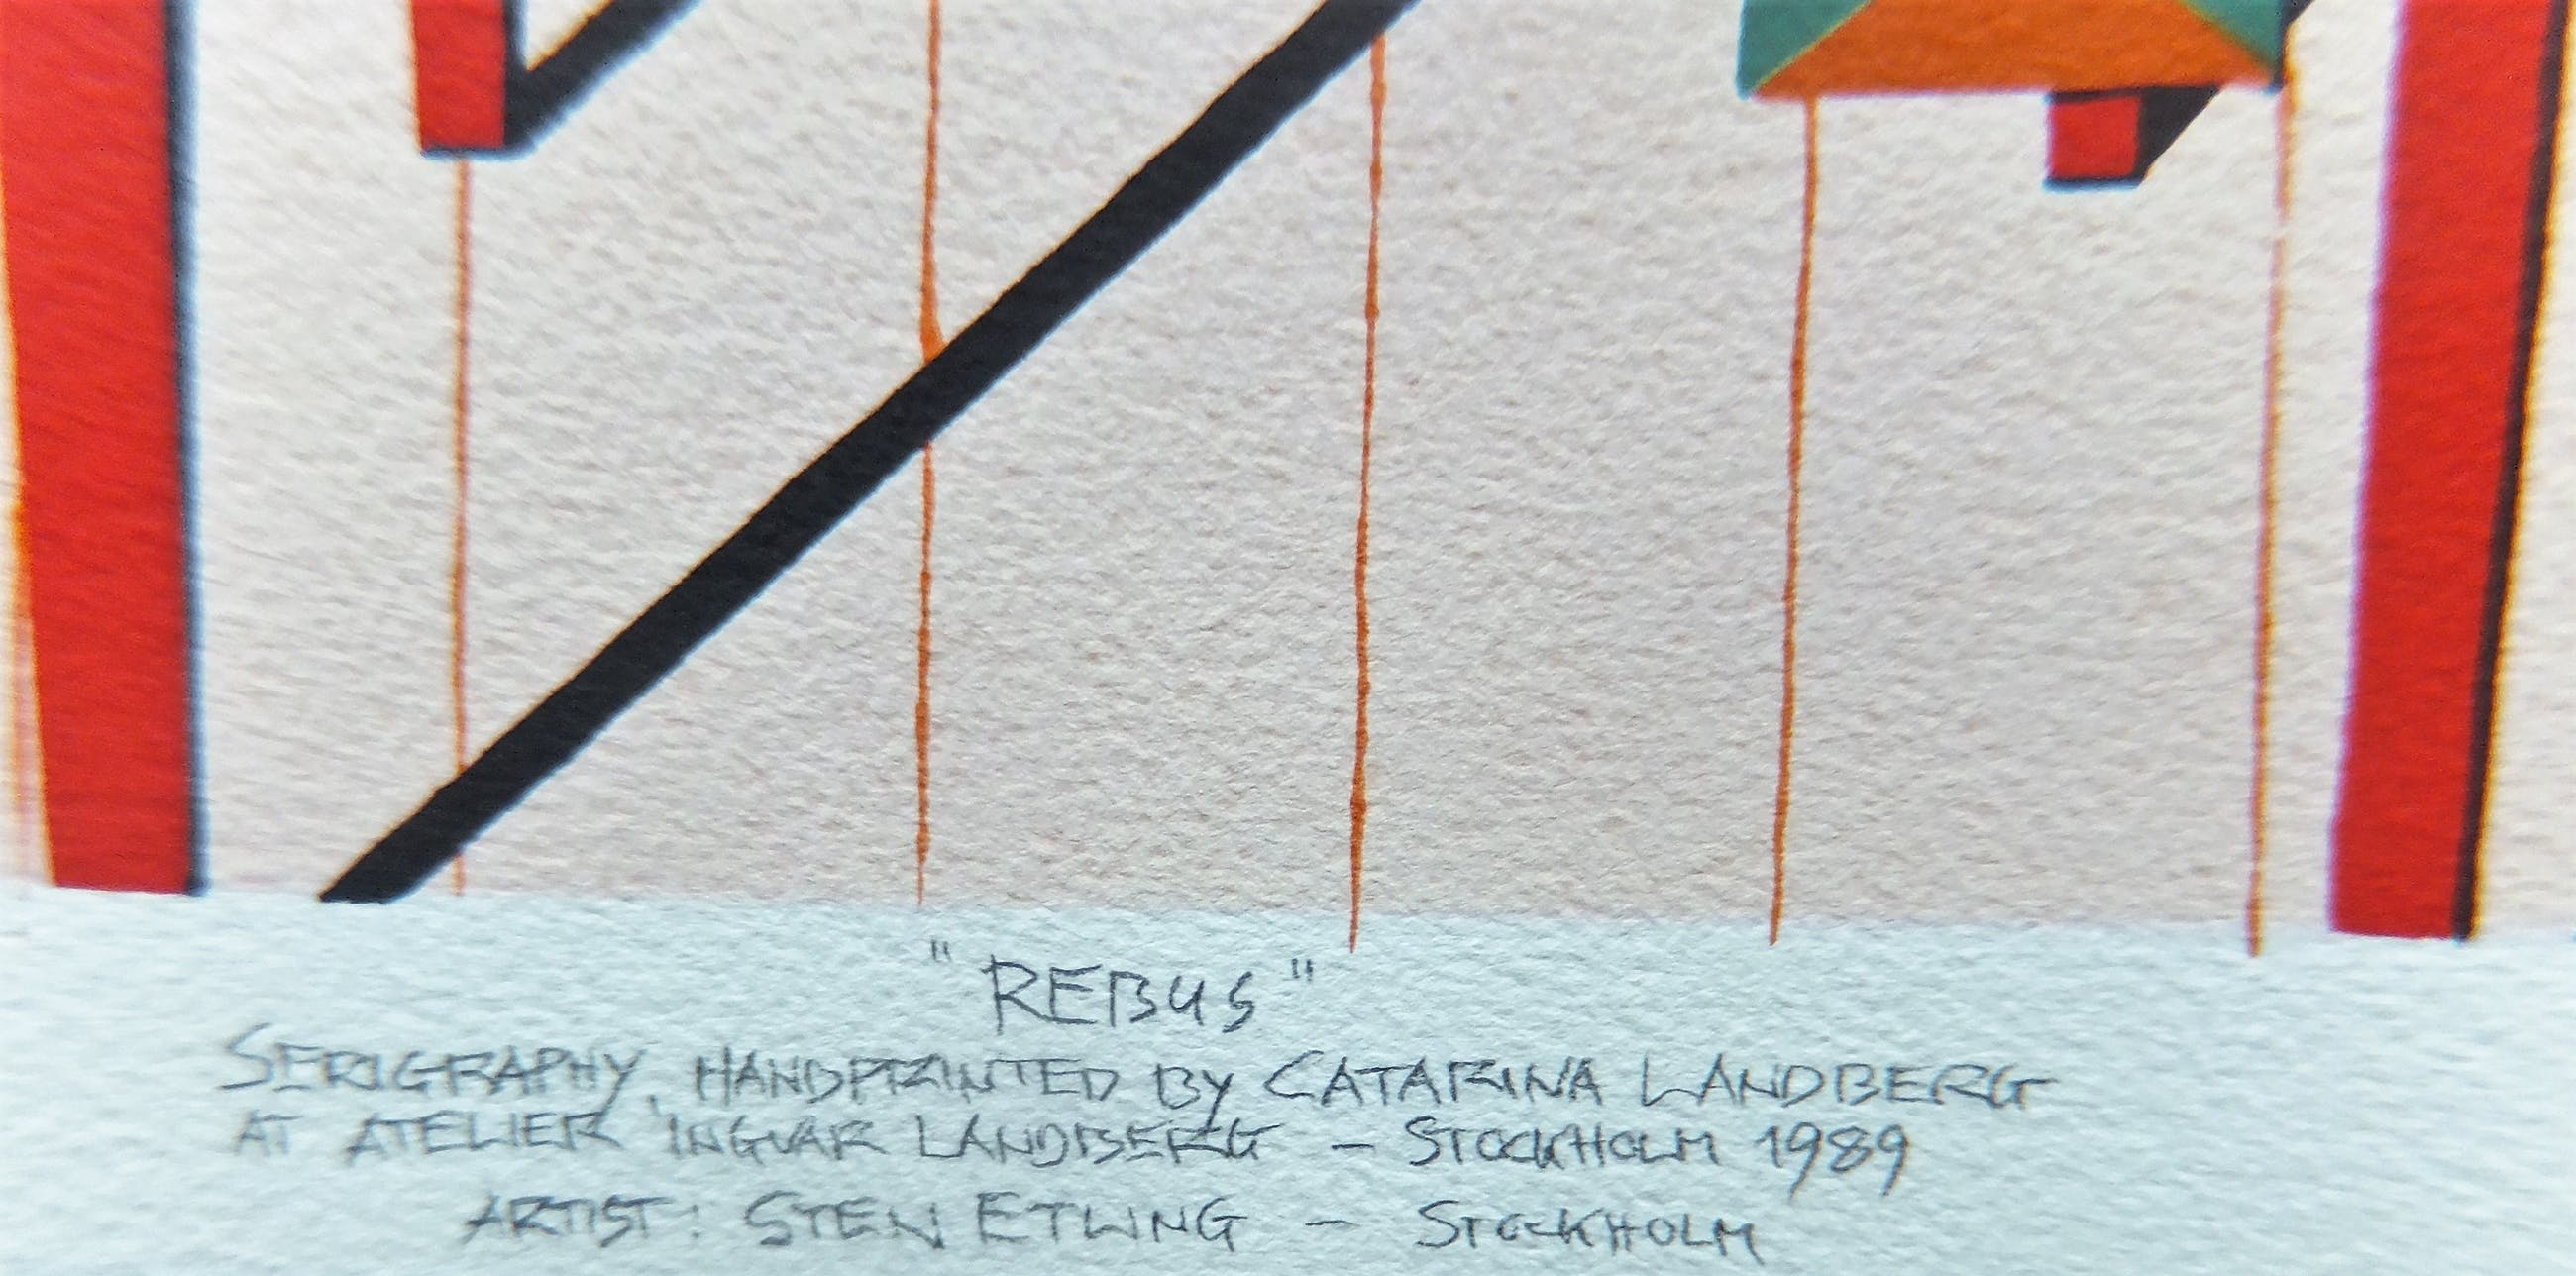 "REBUS"
SERIGRAPHY, HANDPRINTED BY CATARINA LANDBERG
AT ATELIER INGVAR LANDBERG – STOCKHOLM 1989
ARTIST: STEN ETLING – STOCKHOLM